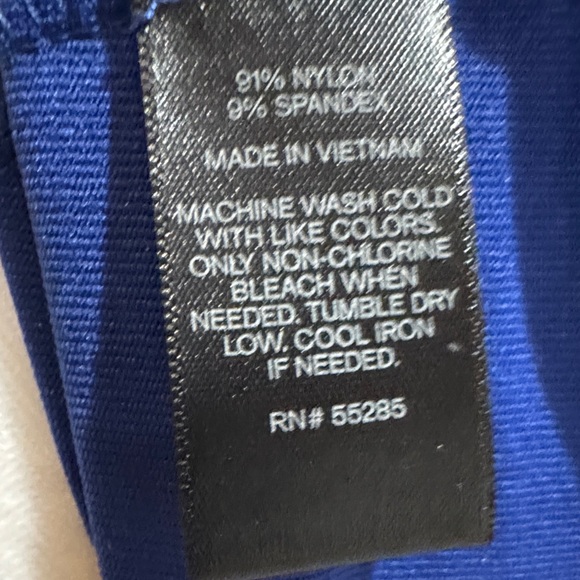 91% NYLON
9% SPANDEX
MADE IN VIETNAM
MACHINE WASH COLD
WITH LIKE COLORS.
ONLY NON-CHLORINE
BLEACH WHEN
NEEDED. TUMBLE DRY
LOW. COOL IRON
IF NEEDED.
RN# 55285